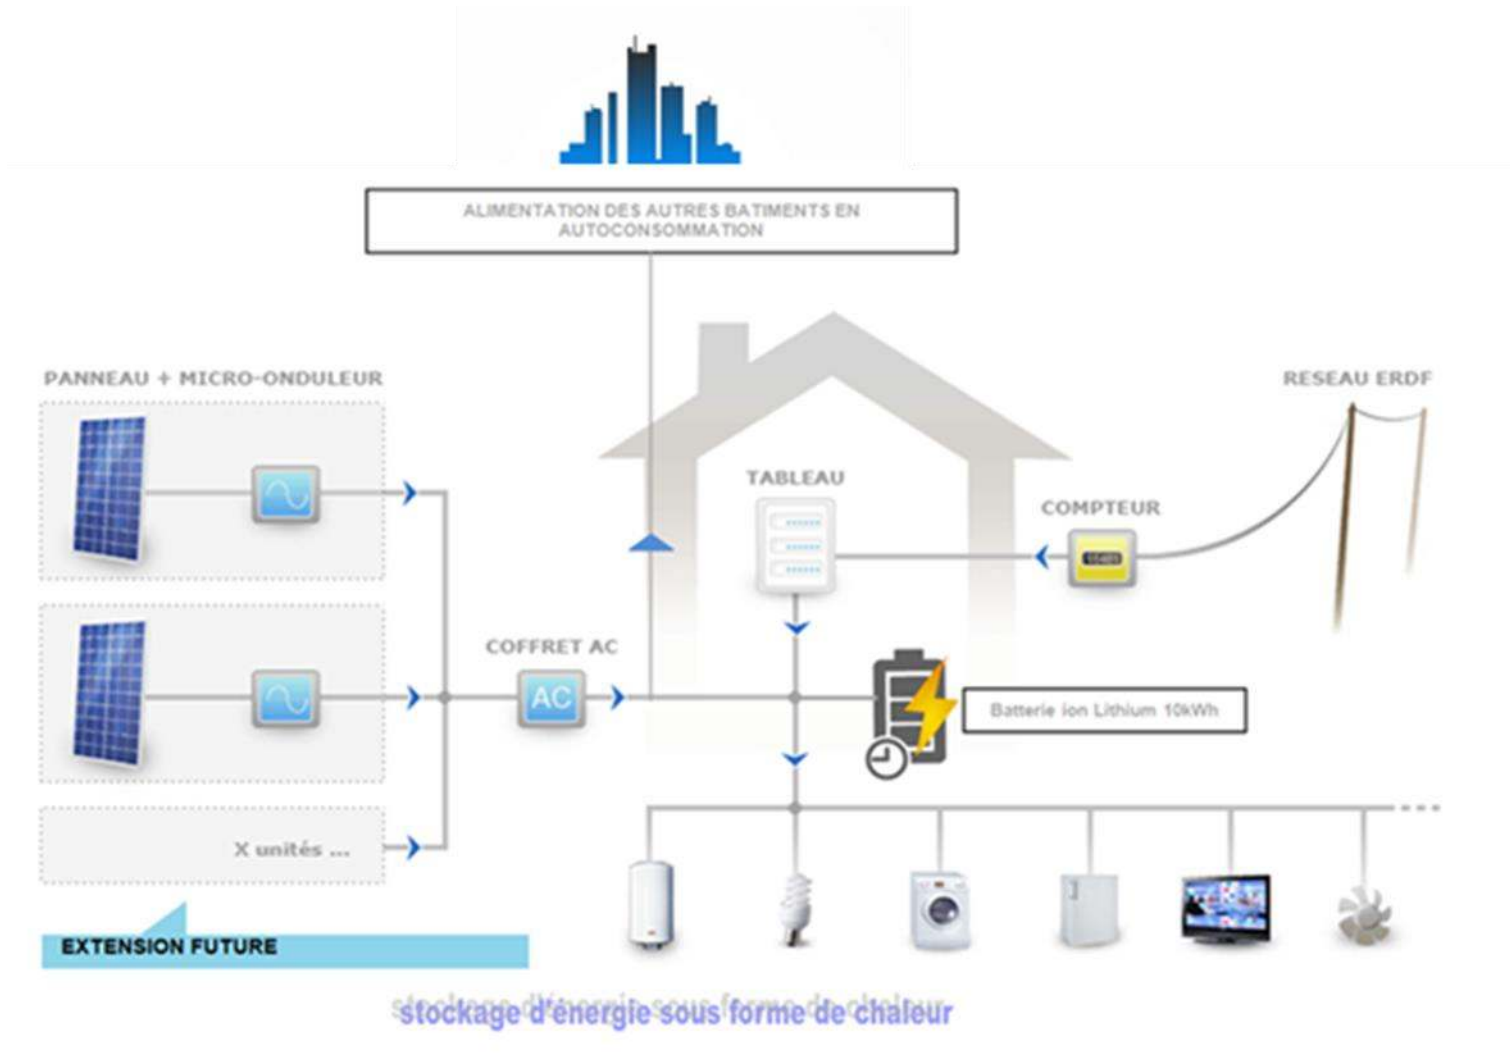 ALIMENTATION DES AUTRES BATIMENTS EN
AUTOCONSOMMATION
PANNEAU + MICRO-ONDULEUR
RESEAU ERDF
TABLEAU
COMPTEUR
COFFRET AC
AC
Batterie ion Lithium 10kWh
X unités ...
EXTENSION FUTURE
stockage d'énergie sous forme de chaleur